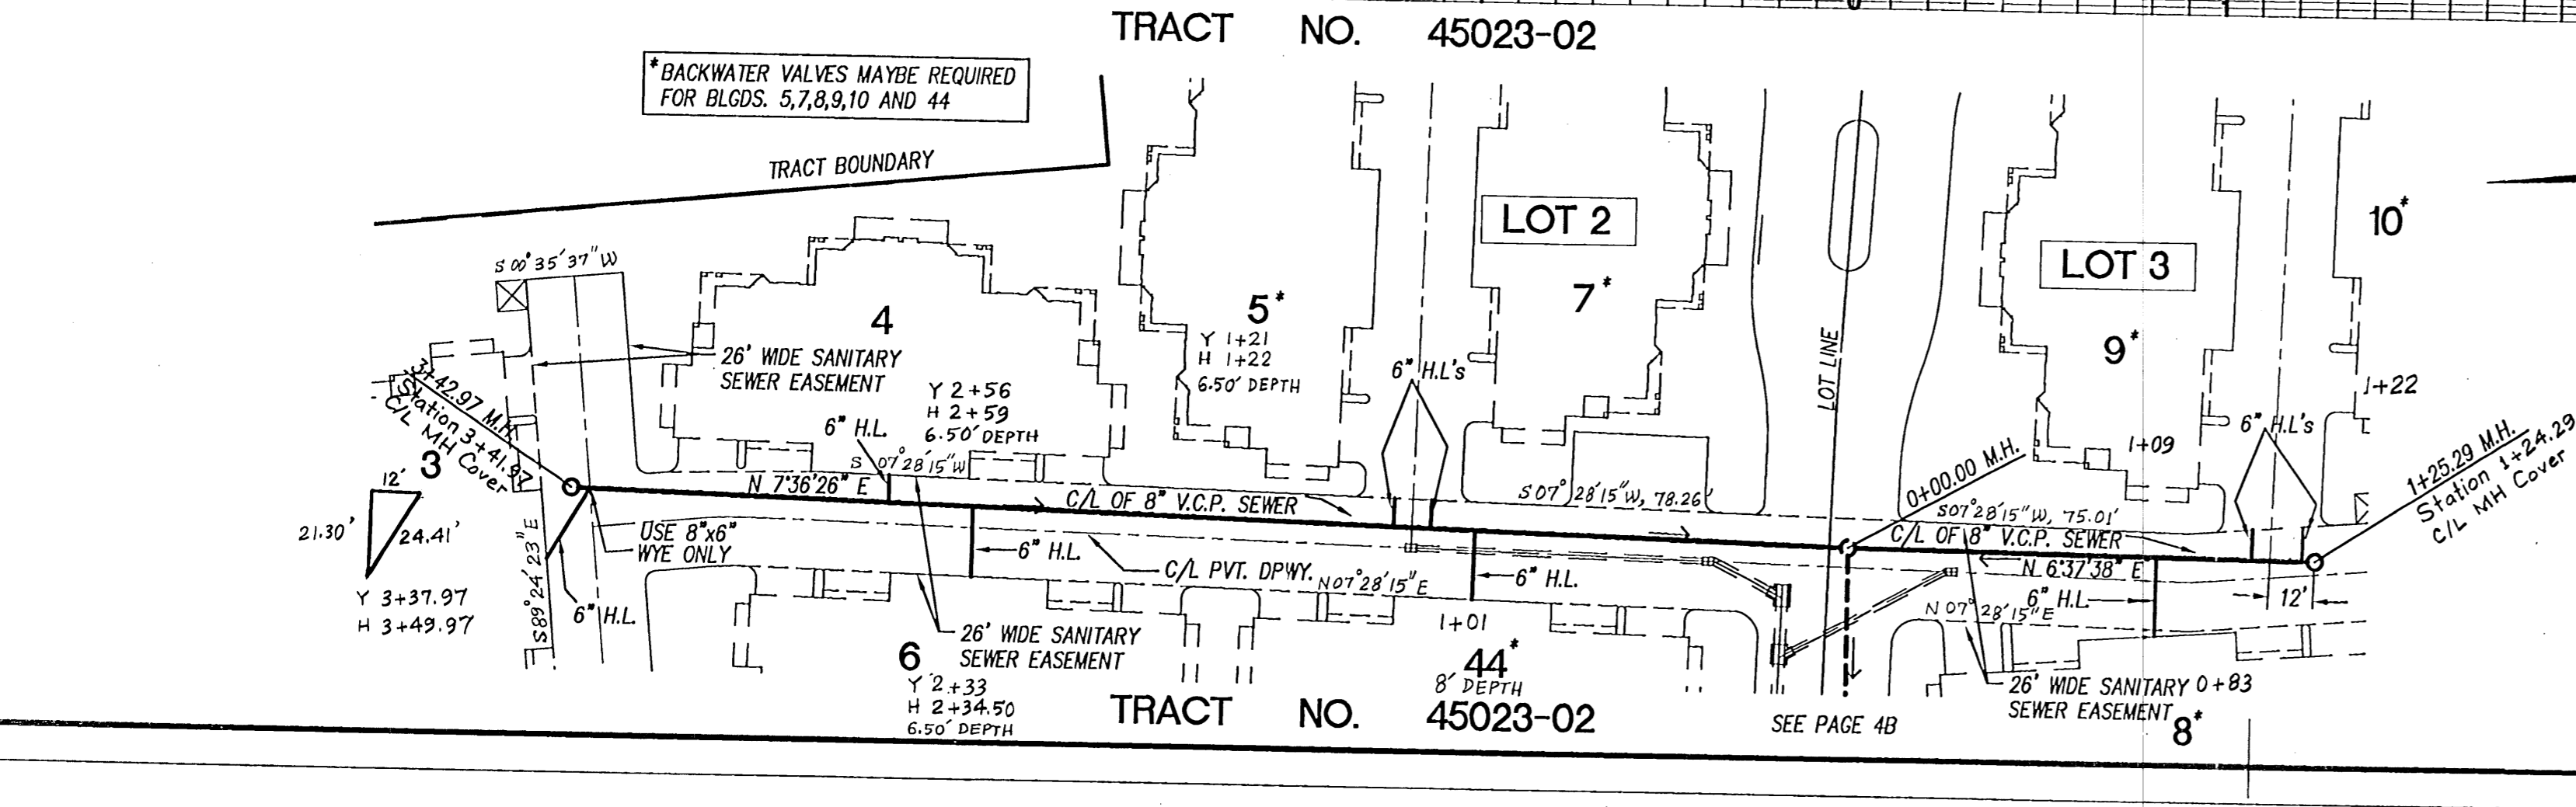 TRACT NO. 45023-02
*BACKWATER VALVES MAYBE REQUIRED
FOR BLGDS. 5,7,8,9,10 AND 44
TRACT BOUNDARY
LOT 2
LOT 3
10*
S 00°35'37" W
4
5*
Y 1+21
H 1+22
6.50' DEPTH
7*
9*
26' WIDE SANITARY
SEWER EASEMENT
Y 2+56
H 2+59
6.50' DEPTH
6" H.L.
S 07°28'15"W
6" H.L's
LOT LINE
1+22
1+09
6" H.L's
3+42.97 M.H.
Station 3+41.97
C/L MH Cover
3
12'
21.30'
24.41'
Y 3+37.97
H 3+49.97
S89°24'23"E
6" H.L.
N 7°36'26" E
USE 8"x6"
WYE ONLY
C/L OF 8" V.C.P. SEWER
6" H.L.
C/L PVT. DPWY.
N07°28'15"E
S07°28'15"W, 78.26'
6" H.L.
0+00.00 M.H.
S07°28'15"W, 75.01'
C/L OF 8" V.C.P. SEWER
N 6°37'38" E
6" H.L.
N 07°28'15"E
12'
1+25.29 M.H.
Station 1+24.29
C/L MH Cover
26' WIDE SANITARY
SEWER EASEMENT
6
Y 2+33
H 2+34.50
6.50' DEPTH
1+01
44*
8' DEPTH
26' WIDE SANITARY 0+83
SEWER EASEMENT
8*
SEE PAGE 4B
TRACT NO. 45023-02